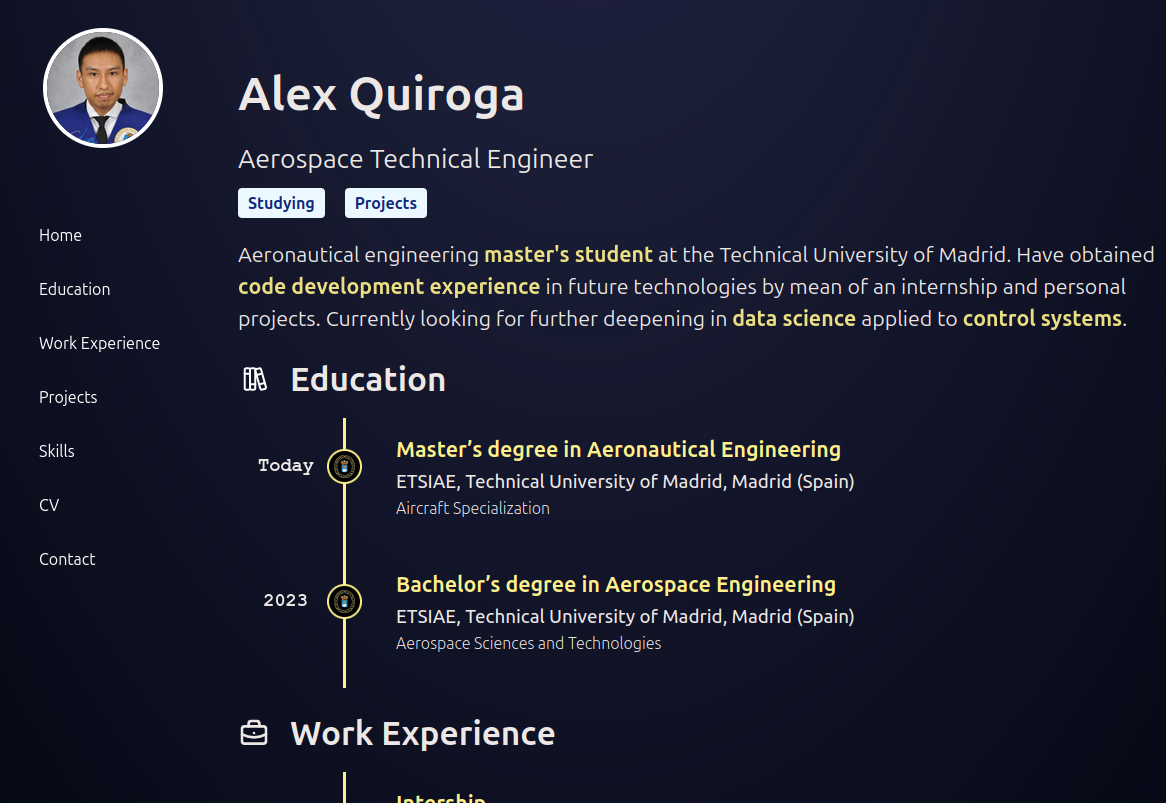 Alex Quiroga
Aerospace Technical Engineer
Studying
Projects
Aeronautical engineering master's student at the Technical University of Madrid. Have obtained
code development experience in future technologies by mean of an internship and personal
projects. Currently looking for further deepening in data science applied to control systems.
Home
Education
Work Experience
Projects
Skills
CV
Contact
Education
Today
Master’s degree in Aeronautical Engineering
ETSIAE, Technical University of Madrid, Madrid (Spain)
Aircraft Specialization
2023
Bachelor’s degree in Aerospace Engineering
ETSIAE, Technical University of Madrid, Madrid (Spain)
Aerospace Sciences and Technologies
Work Experience
Intership